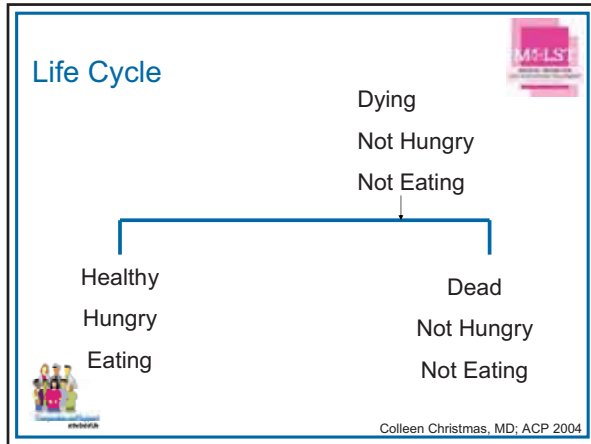 Life Cycle
MOLST
Dying
Not Hungry
Not Eating
Healthy
Hungry
Eating
Dead
Not Hungry
Not Eating
Colleen Christmas, MD; ACP 2004